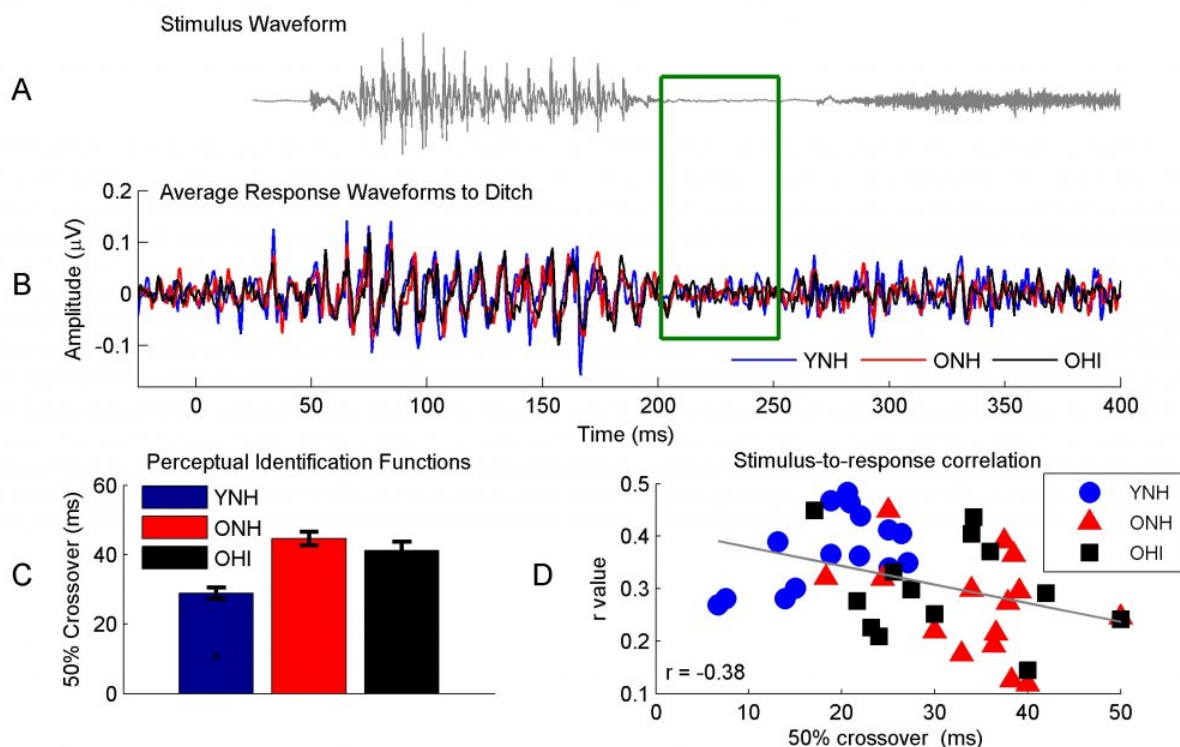 Stimulus Waveform
A
0.2
Average Response Waveforms to Ditch
0.1
B
0
-0.1
Amplitude (µV)
YNH ONH OHI
0 50 100 150 200 250 300 350 400
Time (ms)
Perceptual Identification Functions
60
YNH
ONH
40
OHI
C
20
0
50% Crossover (ms)
Stimulus-to-response correlation
0.5
YNH
ONH
OHI
0.4
D
0.3
0.2
0.1
r value
r = -0.38
0 10 20 30 40 50
50% crossover (ms)